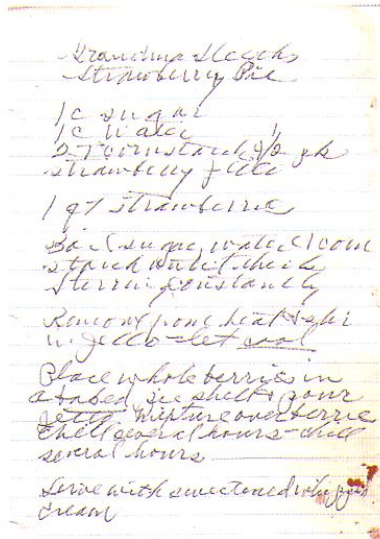 Grandma Sleech's
Strawberry Pie
1 c sugar
1 c water
2 T cornstarch & 1/2 pk
strawberry jello
1 qt strawberries
Boil sugar, water & corn
starch until thick
stirring constantly
Remove from heat & stir
in jello - let cool
Place whole berries in
a baked pie shell & pour
jello mixture over berries
chill several hours - chill
several hours
Serve with sweetened whipped
cream